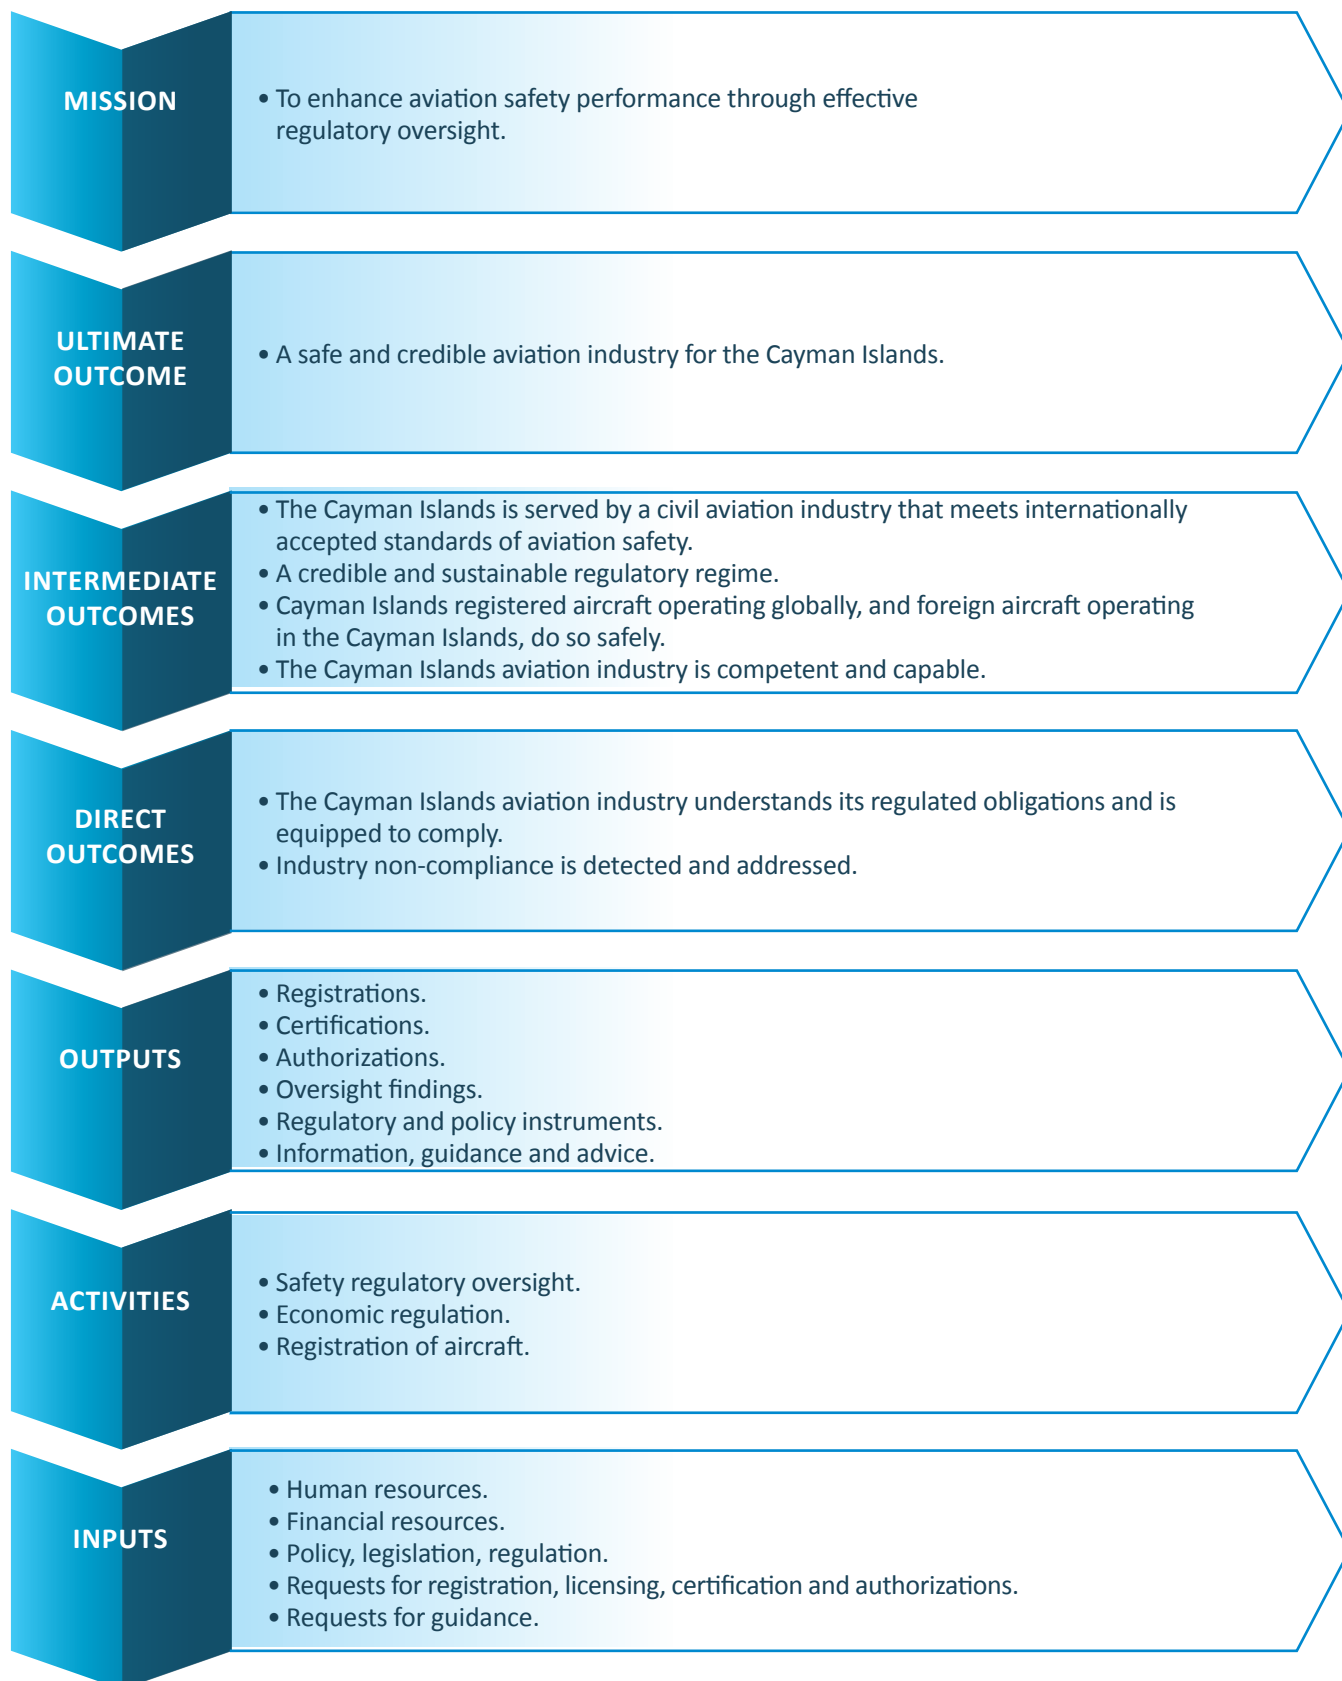 MISSION
• To enhance aviation safety performance through effective
regulatory oversight.
ULTIMATE
OUTCOME
• A safe and credible aviation industry for the Cayman Islands.
INTERMEDIATE
OUTCOMES
• The Cayman Islands is served by a civil aviation industry that meets internationally
accepted standards of aviation safety.
• A credible and sustainable regulatory regime.
• Cayman Islands registered aircraft operating globally, and foreign aircraft operating
in the Cayman Islands, do so safely.
• The Cayman Islands aviation industry is competent and capable.
DIRECT
OUTCOMES
• The Cayman Islands aviation industry understands its regulated obligations and is
equipped to comply.
• Industry non-compliance is detected and addressed.
OUTPUTS
• Registrations.
• Certifications.
• Authorizations.
• Oversight findings.
• Regulatory and policy instruments.
• Information, guidance and advice.
ACTIVITIES
• Safety regulatory oversight.
• Economic regulation.
• Registration of aircraft.
INPUTS
• Human resources.
• Financial resources.
• Policy, legislation, regulation.
• Requests for registration, licensing, certification and authorizations.
• Requests for guidance.